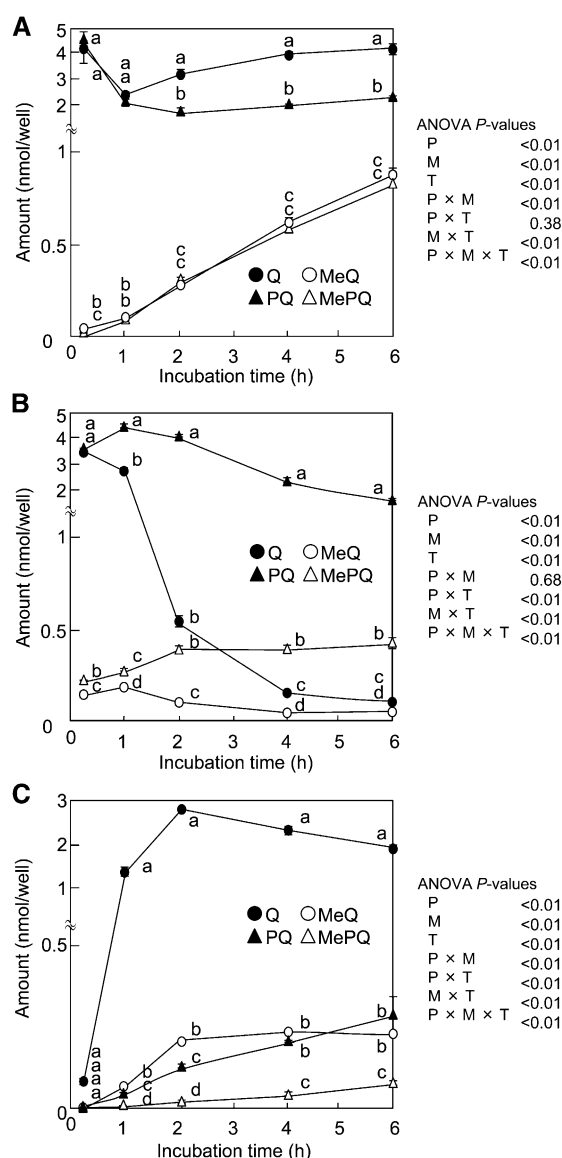 A
Amount (nmol/well)
5
4
3
2
1
0.5
0
a
a
a
a
a
a
a
b
b
b
b
b
c
b
b
c
c
c
c
c
c
Q MeQ
PQ MePQ
0 1 2 3 4 5 6
Incubation time (h)
ANOVA P-values
P <0.01
M <0.01
T <0.01
P × M <0.01
P × T 0.38
M × T <0.01
P × M × T <0.01
B
Amount (nmol/well)
5
4
3
2
1
0.5
0
a
a
a
b
a
a
a
Q MeQ
PQ MePQ
b
b
b
b
b
c
c
d
c
c
d
c
d
0 1 2 3 4 5 6
Incubation time (h)
ANOVA P-values
P <0.01
M <0.01
T <0.01
P × M 0.68
P × T <0.01
M × T <0.01
P × M × T <0.01
C
Amount (nmol/well)
3
2
1
0.5
0
a
a
a
a
a
Q MeQ
PQ MePQ
a
a
a
a
b
c
d
b
c
d
b
b
c
b
b
c
0 1 2 3 4 5 6
Incubation time (h)
ANOVA P-values
P <0.01
M <0.01
T <0.01
P × M <0.01
P × T <0.01
M × T <0.01
P × M × T <0.01